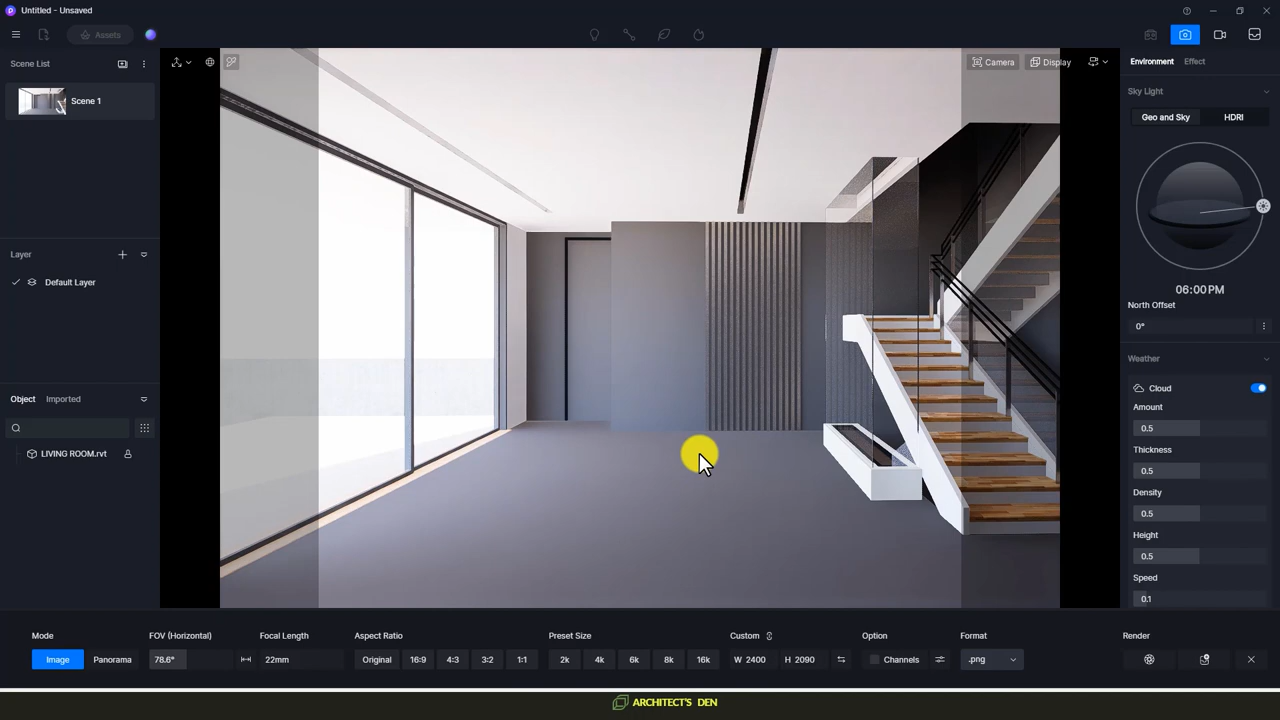 Untitled - Unsaved
Assets
Scene List
Scene 1
Layer
Default Layer
Object Imported
LIVING ROOM.rvt
Camera Display
Environment Effect
Sky Light
Geo and Sky HDRI
06:00 PM
North Offset
0°
Weather
Cloud
Amount
0.5
Thickness
0.5
Density
0.5
Height
0.5
Speed
0.1
Mode FOV (Horizontal) Focal Length Aspect Ratio Preset Size Custom Option Format Render
Image Panorama 78.6° 22mm Original 16:9 4:3 3:2 1:1 2k 4k 6k 8k 16k W 2400 H 2090 Channels .png
ARCHITECT'S DEN